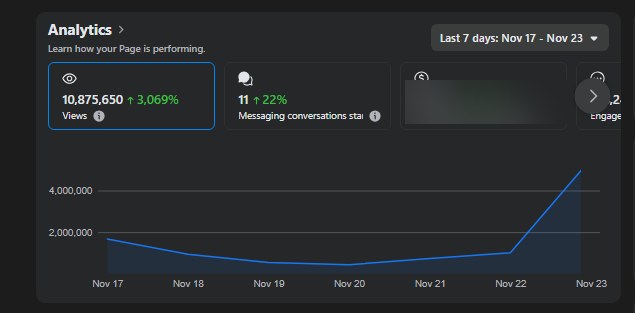 Analytics
Learn how your Page is performing.
Last 7 days: Nov 17 - Nov 23
10,875,650 ↑ 3,069%
Views
11 ↑ 22%
Messaging conversations star
Engage
4,000,000
2,000,000
Nov 17 Nov 18 Nov 19 Nov 20 Nov 21 Nov 22 Nov 23